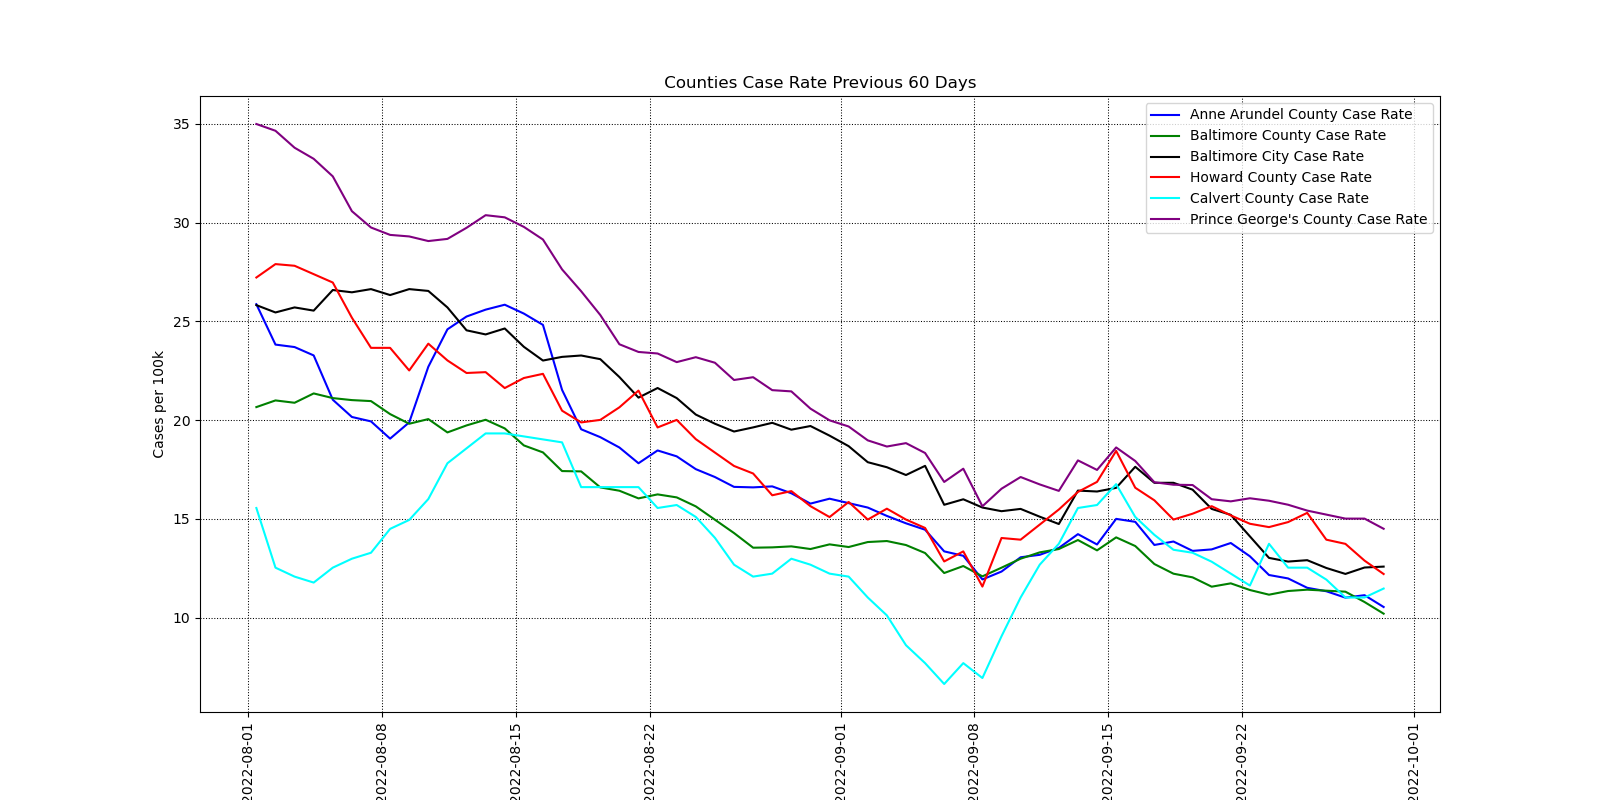 Counties Case Rate Previous 60 Days
Anne Arundel County Case Rate
Baltimore County Case Rate
Baltimore City Case Rate
Howard County Case Rate
Calvert County Case Rate
Prince George's County Case Rate
Cases per 100k
35
30
25
20
15
10
2022-08-01
2022-08-08
2022-08-15
2022-08-22
2022-09-01
2022-09-08
2022-09-15
2022-09-22
2022-10-01